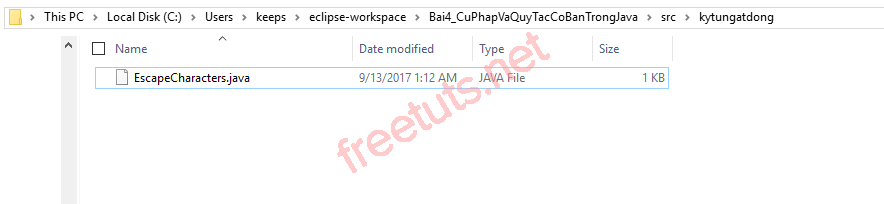 This PC > Local Disk (C:) > Users > keeps > eclipse-workspace > Bai4_CuPhapVaQuyTacCoBanTrongJava > src > kytungatdong
Name Date modified Type Size
EscapeCharacters.java 9/13/2017 1:12 AM JAVA File 1 KB
freetuts.net